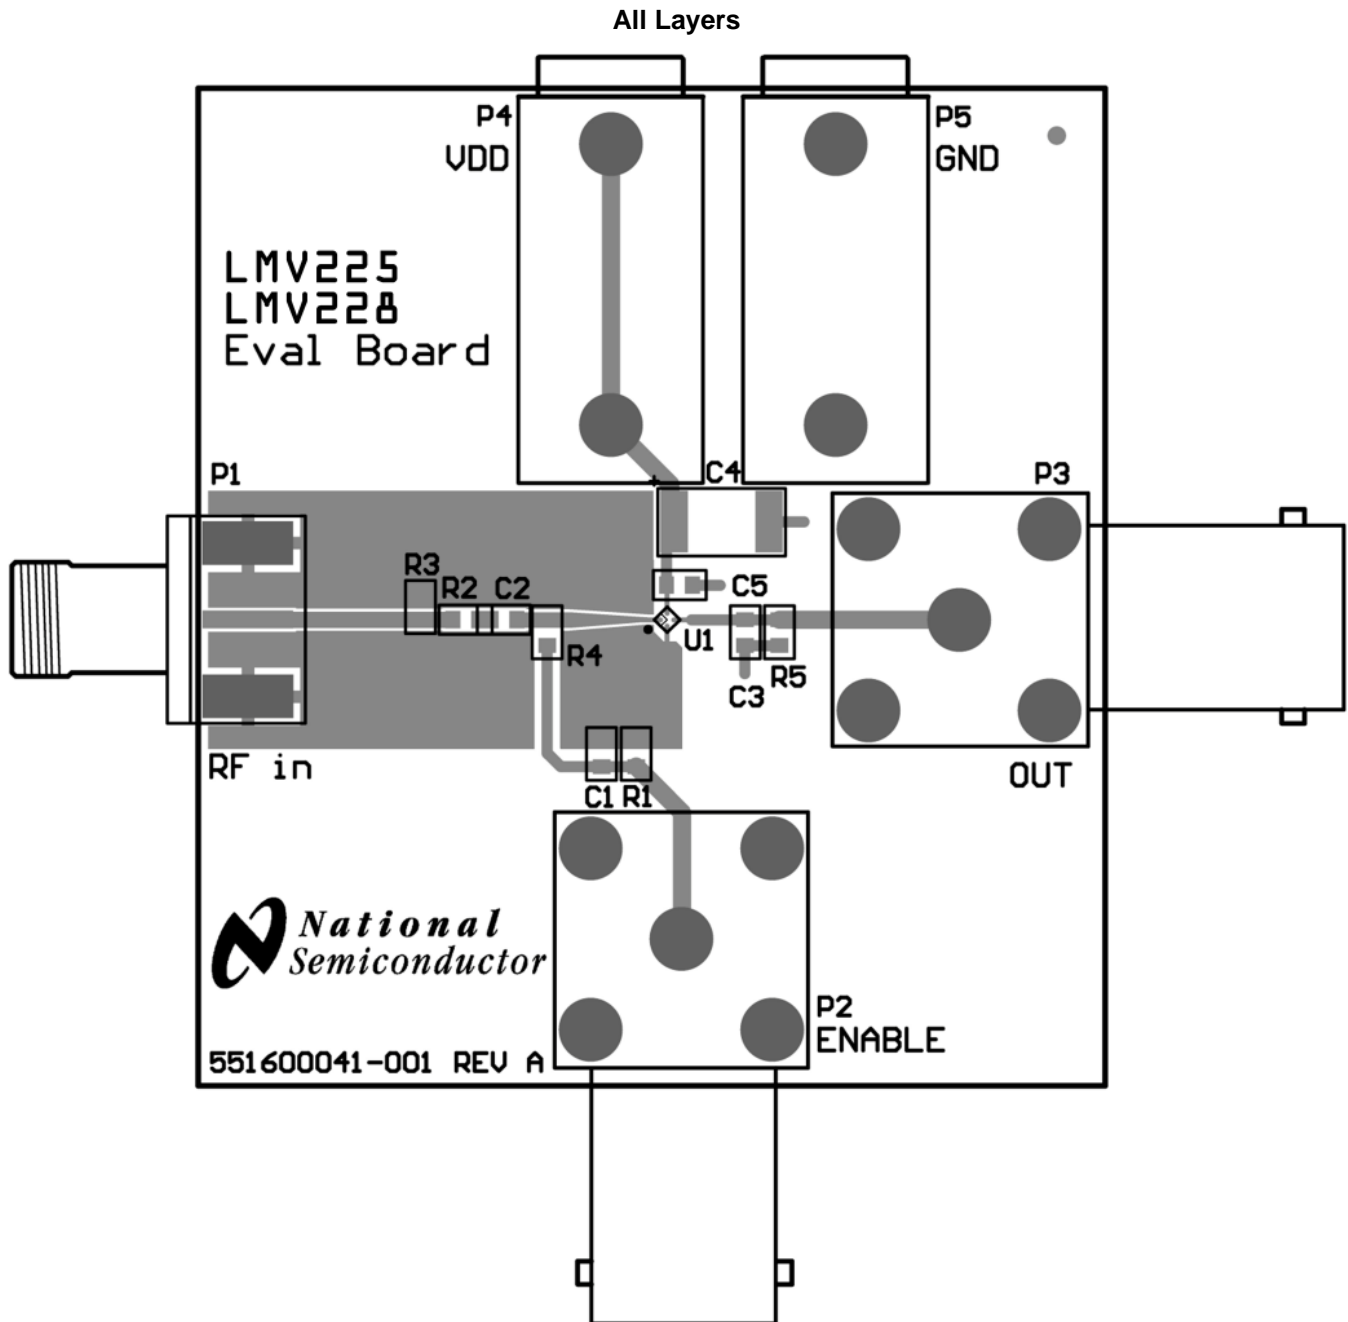 All Layers
P4
VDD
P5
GND
LMV225
LMV228
Eval Board
P1
C4
P3
R3
R2
C2
C5
U1
R4
C3
R5
RF in
OUT
C1
R1
National
Semiconductor
P2
ENABLE
551600041-001 REV A
+